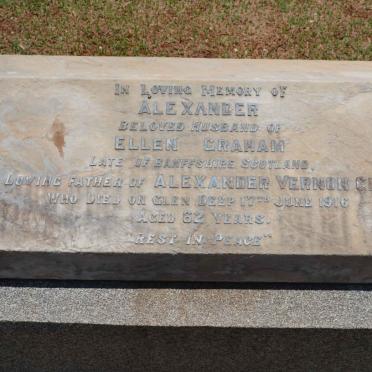 In Loving Memory of
ALEXANDER
BELOVED HUSBAND OF
ELLEN GRAHAM
LATE OF BANFFSHIRE SCOTLAND,
LOVING FATHER OF ALEXANDER VERNON
WHO DIED ON GLEN DEEP 17TH JUNE 1916
AGED 62 YEARS.
"REST IN PEACE"